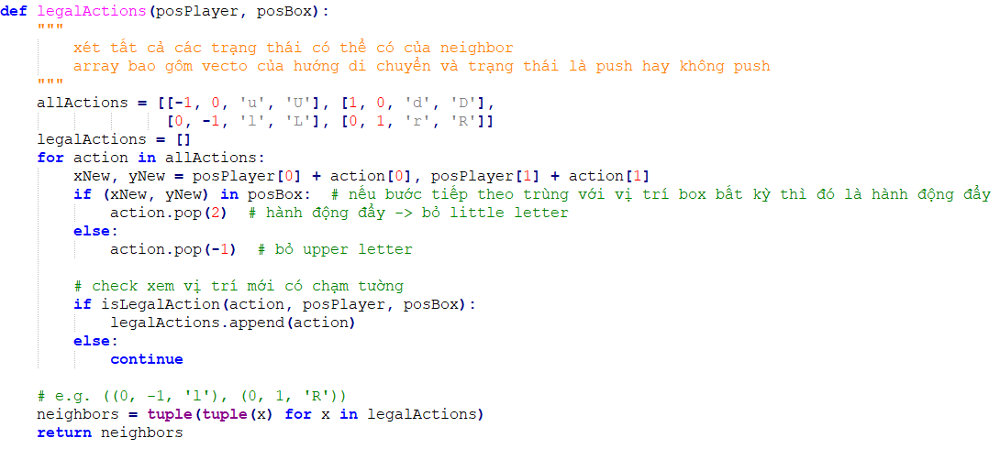 def legalActions(posPlayer, posBox):
    """
        xét tất cả các trạng thái có thể có của neighbor
        array bao gôm vecto của hướng di chuyển và trạng thái là push hay không push
    """
    allActions = [[-1, 0, 'u', 'U'], [1, 0, 'd', 'D'],
                  [0, -1, 'l', 'L'], [0, 1, 'r', 'R']]
    legalActions = []
    for action in allActions:
        xNew, yNew = posPlayer[0] + action[0], posPlayer[1] + action[1]
        if (xNew, yNew) in posBox:  # nếu bước tiếp theo trùng với vị trí box bất kỳ thì đó là hành động đẩy
            action.pop(2)  # hành động đẩy -> bỏ little letter
        else:
            action.pop(-1)  # bỏ upper letter
        # check xem vị trí mới có chạm tường
        if isLegalAction(action, posPlayer, posBox):
            legalActions.append(action)
        else:
            continue
    # e.g. ((0, -1, 'l'), (0, 1, 'R'))
    neighbors = tuple(tuple(x) for x in legalActions)
    return neighbors